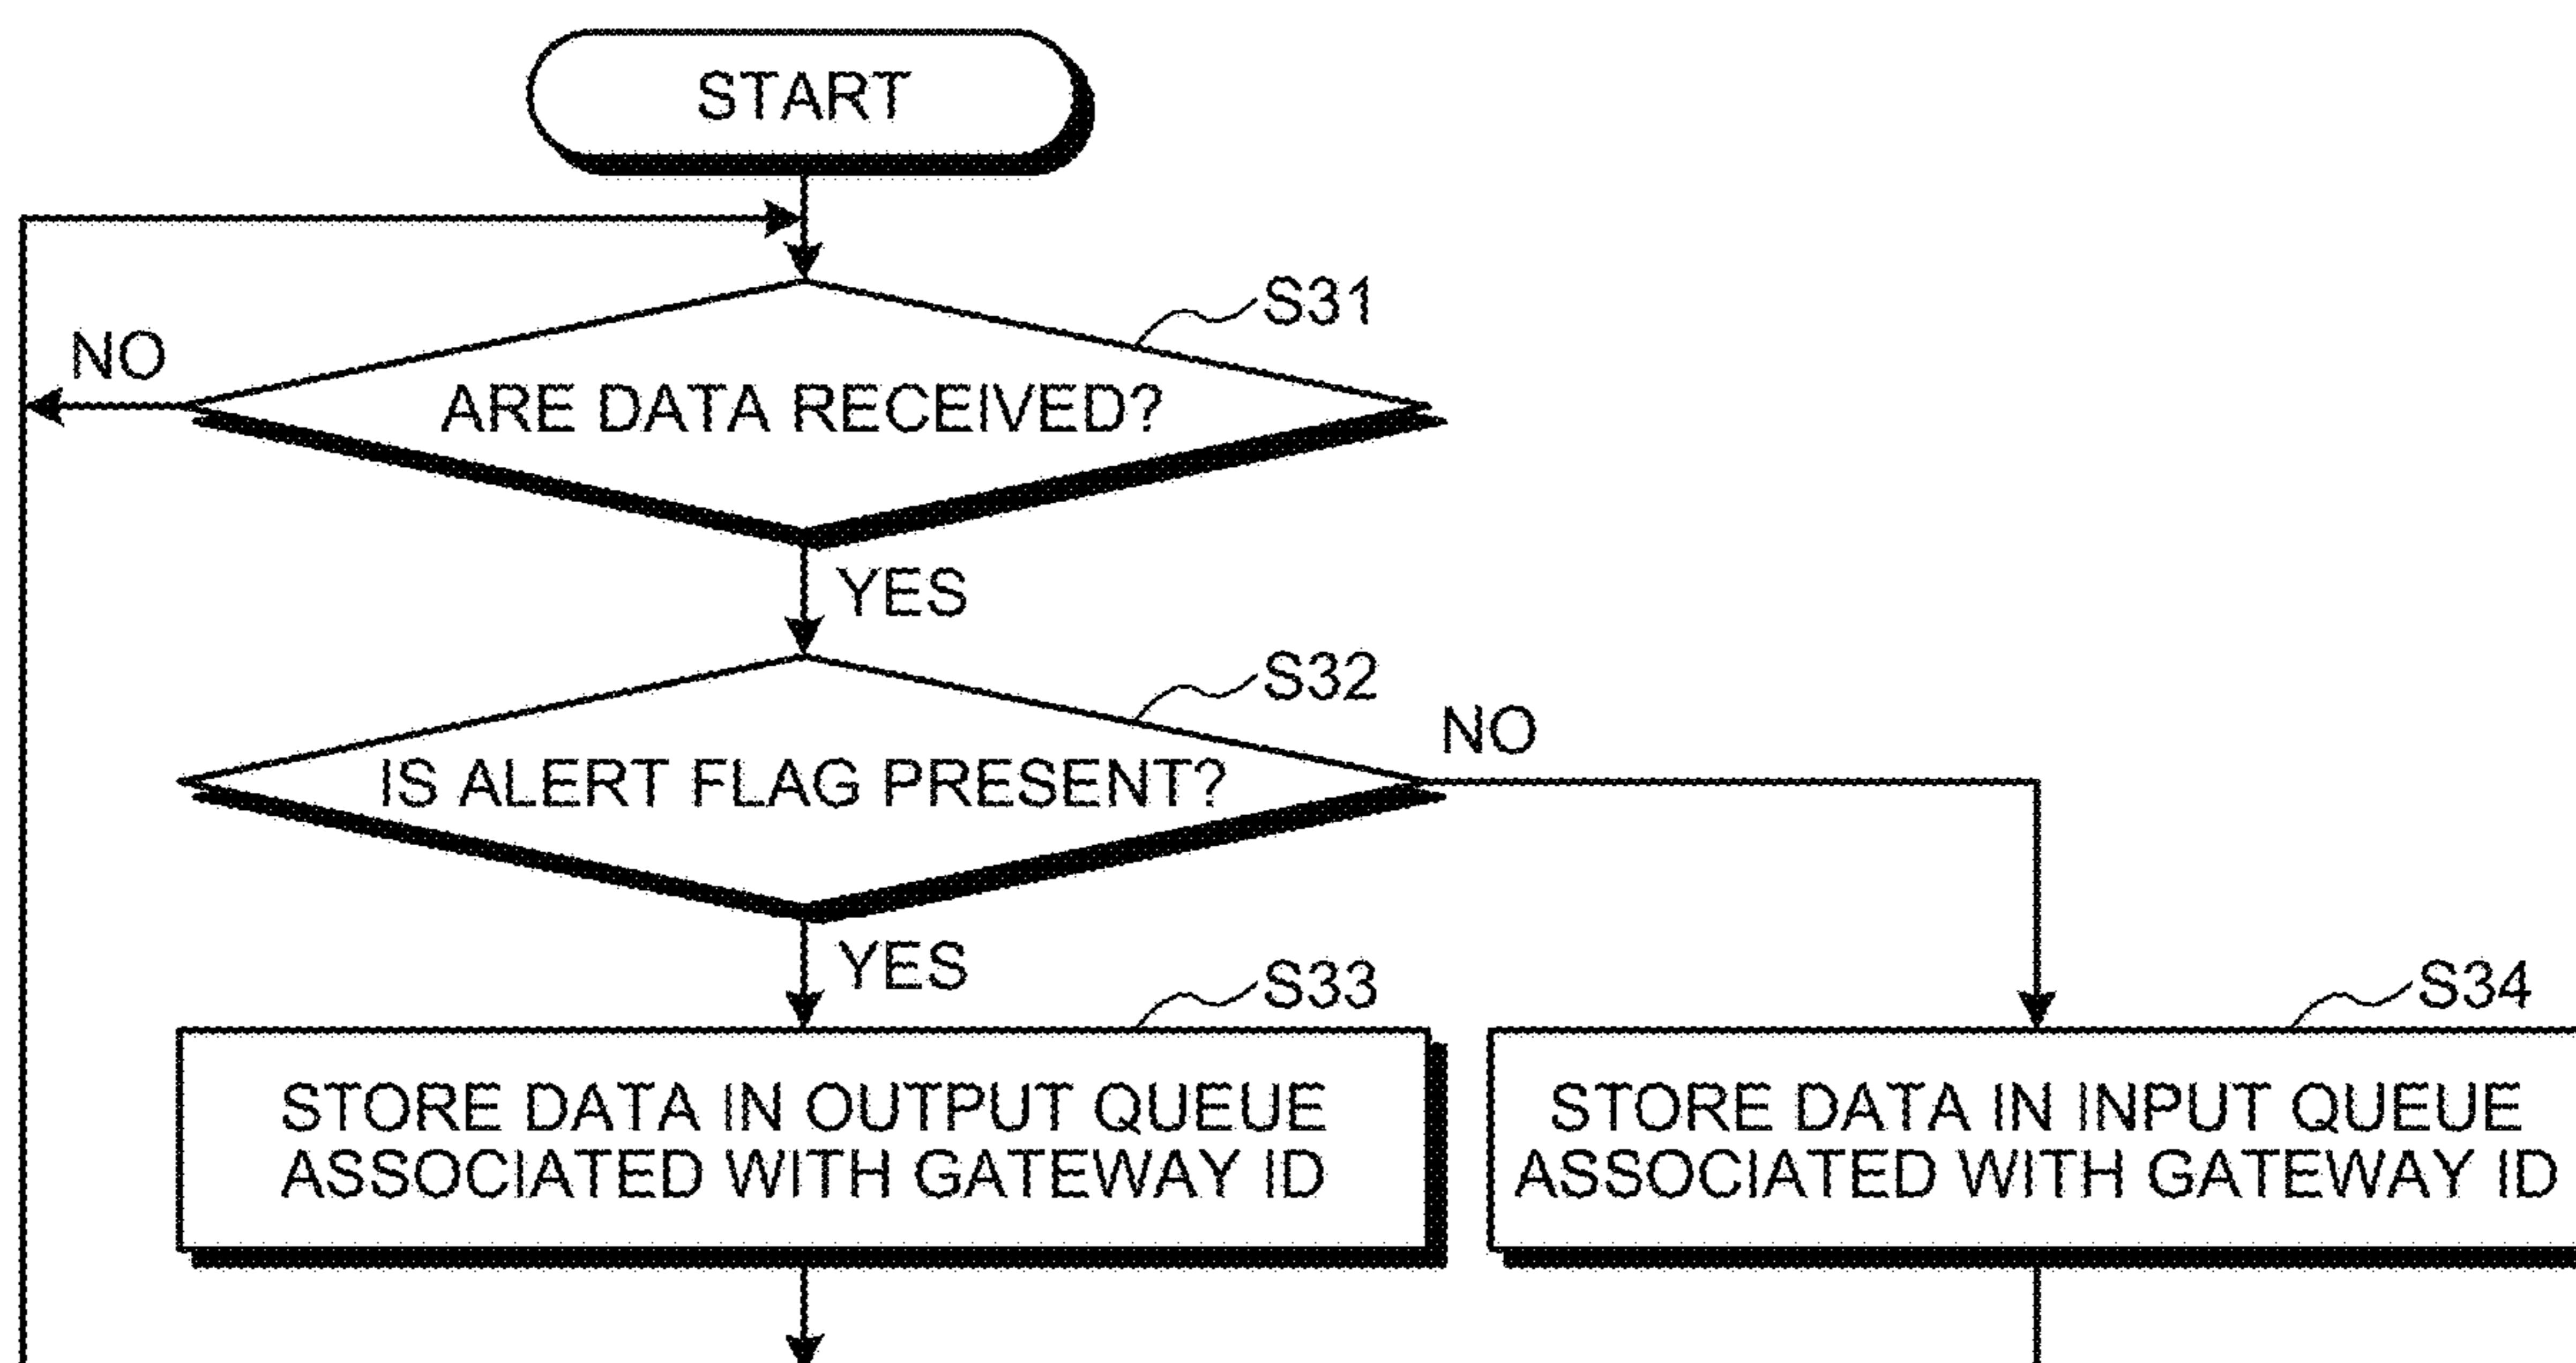 START
S31
NO
ARE DATA RECEIVED?
YES
S32
NO
IS ALERT FLAG PRESENT?
YES
S33
S34
STORE DATA IN OUTPUT QUEUE
ASSOCIATED WITH GATEWAY ID
STORE DATA IN INPUT QUEUE
ASSOCIATED WITH GATEWAY ID